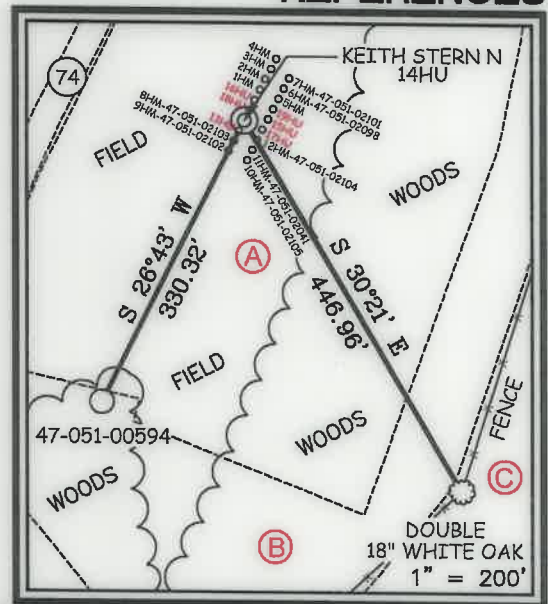 REFERENCES
4HM
3HM
2HM
1HM
KEITH STERN N
14HU
74
7HM-47-051-02101
6HM-47-051-02098
5HM
8HM-47-051-02103
9HM-47-051-02102
2HM-47-051-02104
11HM-47-051-02041
10HM-47-051-02105
FIELD
WOODS
S 26°43' W
330.32'
A
S 30°21' E
446.96'
FIELD
FENCE
47-051-00594
WOODS
WOODS
C
B
DOUBLE
18" WHITE OAK
1" = 200'